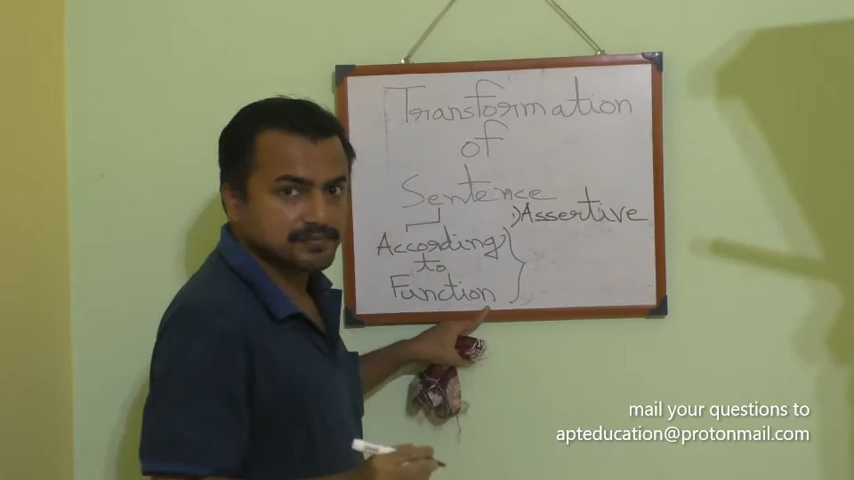 Transformation
of
Sentence
1) Assertive
According
to
Function
mail your questions to
apteducation@protonmail.com